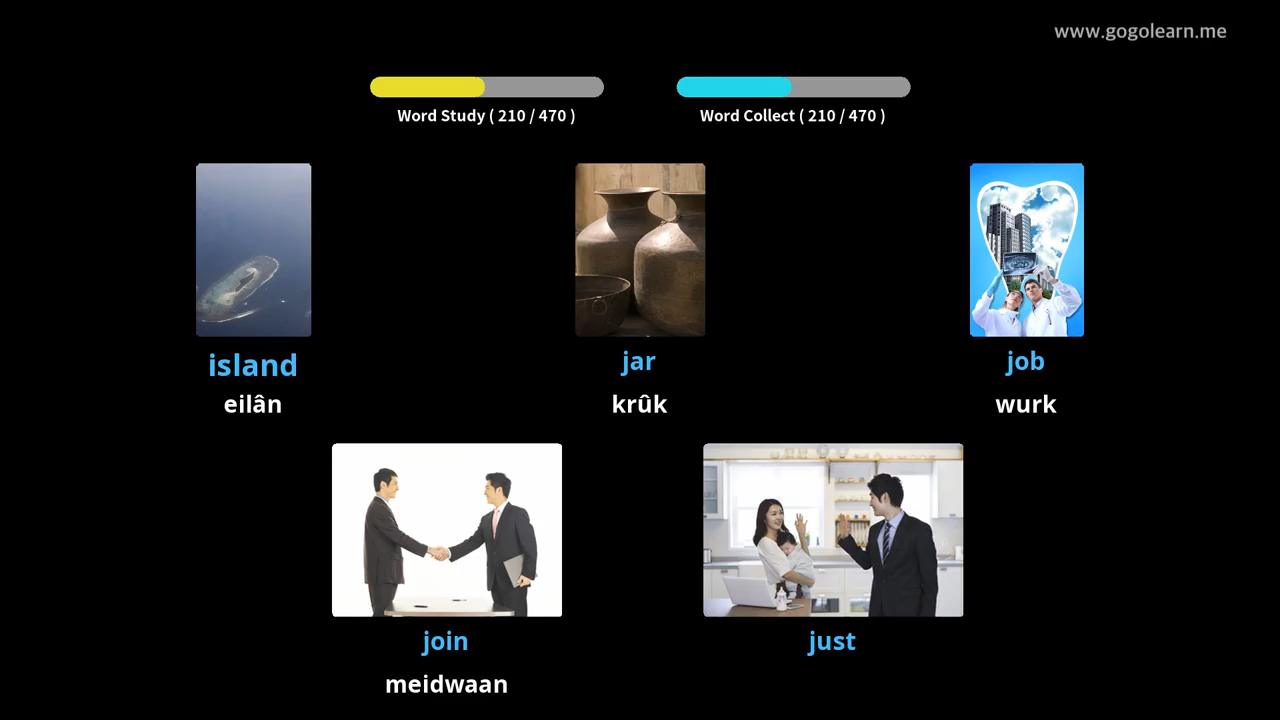 www.gogolearn.me
Word Study ( 210 / 470 )
Word Collect ( 210 / 470 )
island
jar
job
eilân
krûk
wurk
join
just
meidwaan